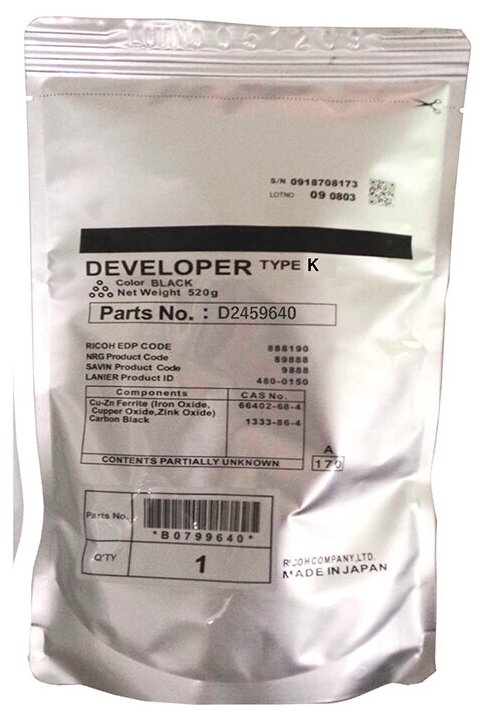 S/N 0918708173
LOTNO 09 0803
DEVELOPER TYPE K
Color BLACK
Net Weight 520g
Parts No. : D2459640
RICOH EDP CODE 888190
NRG Product Code 89888
SAVIN Product Code 9888
LANIER Product ID 480-0150
Components CAS No.
Cu-Zn Ferrite (Iron Oxide, 66402-68-4
Cupper Oxide,Zink Oxide)
Carbon Black 1333-86-4
CONTENTS PARTIALLY UNKNOWN
A
170
Parts No.
*B0799640*
Q'TY 1
RICOH COMPANY,LTD.
MADE IN JAPAN